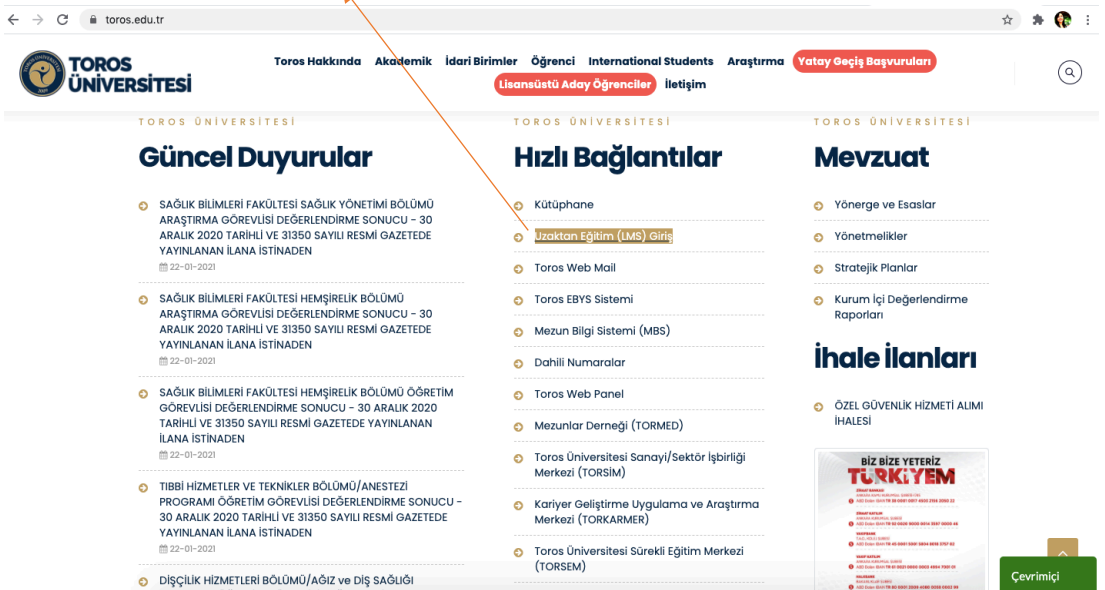 toros.edu.tr
TOROS
ÜNİVERSİTESİ
Toros Hakkında Akademik İdari Birimler Öğrenci International Students Araştırma Yatay Geçiş Başvuruları
Lisansüstü Aday Öğrenciler İletişim
TOROS ÜNİVERSİTESİ
Güncel Duyurular
SAĞLIK BİLİMLERİ FAKÜLTESİ SAĞLIK YÖNETİMİ BÖLÜMÜ
ARAŞTIRMA GÖREVLİSİ DEĞERLENDİRME SONUCU - 30
ARALIK 2020 TARİHLİ VE 31350 SAYILI RESMİ GAZETEDE
YAYINLANAN İLANA İSTİNADEN
22-01-2021
SAĞLIK BİLİMLERİ FAKÜLTESİ HEMŞİRELİK BÖLÜMÜ
ARAŞTIRMA GÖREVLİSİ DEĞERLENDİRME SONUCU - 30
ARALIK 2020 TARİHLİ VE 31350 SAYILI RESMİ GAZETEDE
YAYINLANAN İLANA İSTİNADEN
22-01-2021
SAĞLIK BİLİMLERİ FAKÜLTESİ HEMŞİRELİK BÖLÜMÜ ÖĞRETİM
GÖREVLİSİ DEĞERLENDİRME SONUCU - 30 ARALIK 2020
TARİHLİ VE 31350 SAYILI RESMİ GAZETEDE YAYINLANAN
İLANA İSTİNADEN
22-01-2021
TIBBİ HİZMETLER VE TEKNİKLER BÖLÜMÜ/ANESTEZİ
PROGRAMI ÖĞRETİM GÖREVLİSİ DEĞERLENDİRME SONUCU -
30 ARALIK 2020 TARİHLİ VE 31350 SAYILI RESMİ GAZETEDE
YAYINLANAN İLANA İSTİNADEN
22-01-2021
DİŞÇİLİK HİZMETLERİ BÖLÜMÜ/AĞIZ ve DİŞ SAĞLIĞI
TOROS ÜNİVERSİTESİ
Hızlı Bağlantılar
Kütüphane
Uzaktan Eğitim (LMS) Giriş
Toros Web Mail
Toros EBYS Sistemi
Mezun Bilgi Sistemi (MBS)
Dahili Numaralar
Toros Web Panel
Mezunlar Derneği (TORMED)
Toros Üniversitesi Sanayi/Sektör İşbirliği
Merkezi (TORSİM)
Kariyer Geliştirme Uygulama ve Araştırma
Merkezi (TORKARMER)
Toros Üniversitesi Sürekli Eğitim Merkezi
(TORSEM)
TOROS ÜNİVERSİTESİ
Mevzuat
Yönerge ve Esaslar
Yönetmelikler
Stratejik Planlar
Kurum İçi Değerlendirme
Raporları
İhale İlanları
ÖZEL GÜVENLİK HİZMETİ ALIMI
İHALESİ
BİZ BİZE YETERİZ
TÜRKİYEM
Çevrimiçi